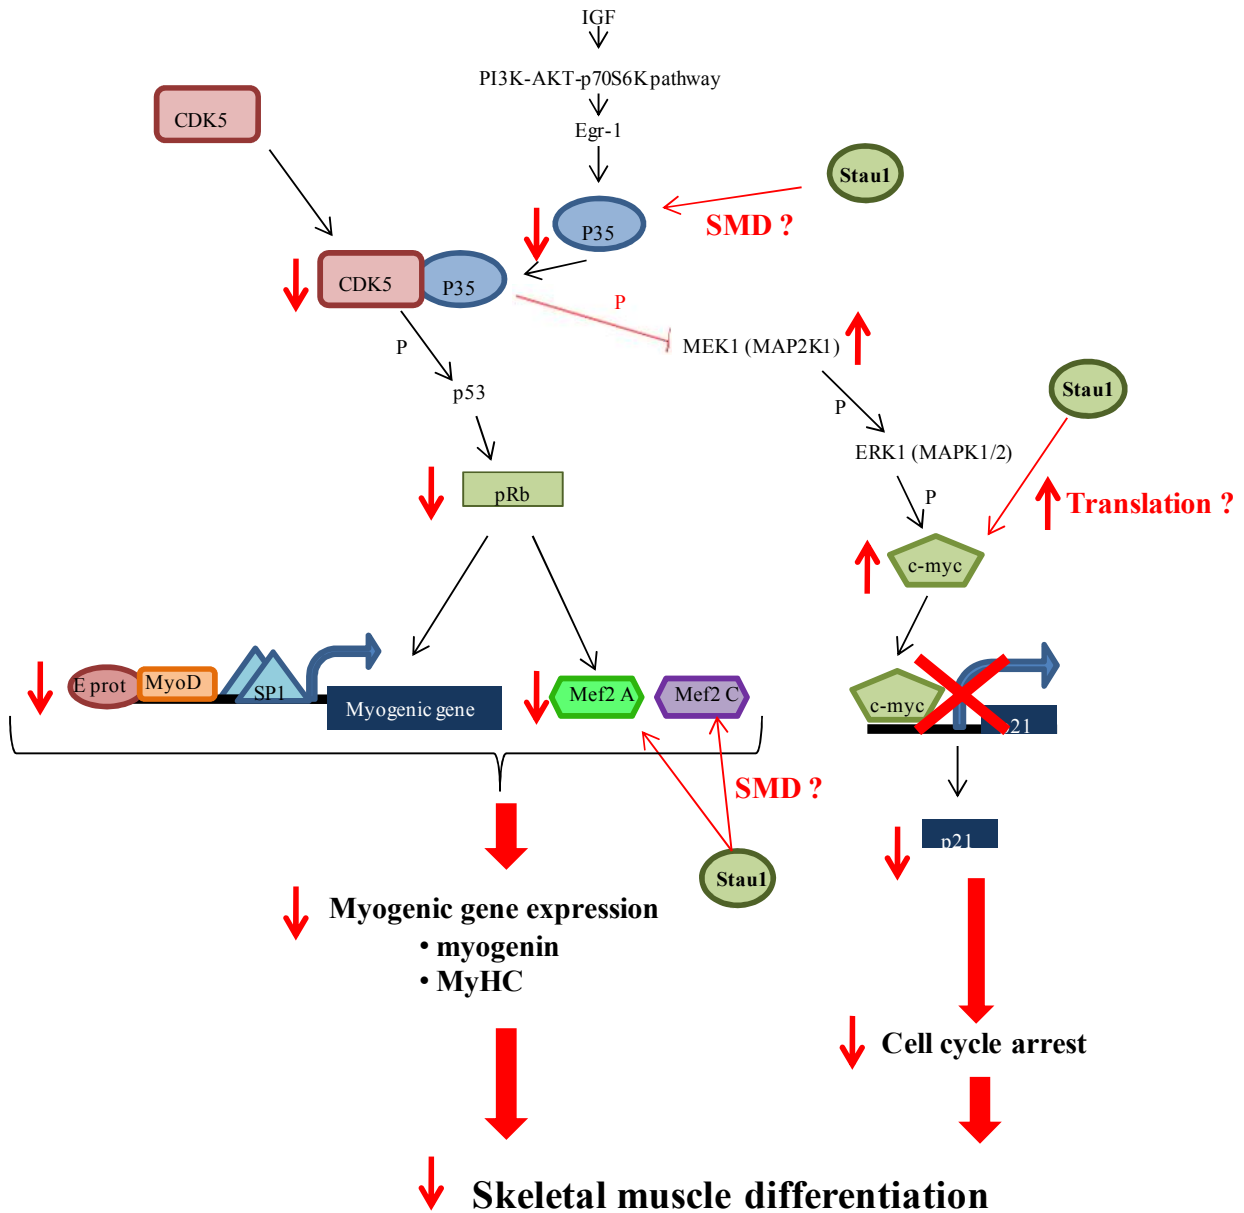 IGF
PI3K-AKT-p70S6K pathway
CDK5
Egr-1
Stau1
P35
SMD ?
CDK5
P35
P
MEK1 (MAP2K1)
P
p53
P
Stau1
ERK1 (MAPK1/2)
pRb
P
Translation ?
c-myc
E prot
MyoD
SP1
Myogenic gene
Mef2 A
Mef2 C
c-myc
p21
SMD ?
p21
Stau1
Myogenic gene expression
• myogenin
• MyHC
Cell cycle arrest
Skeletal muscle differentiation